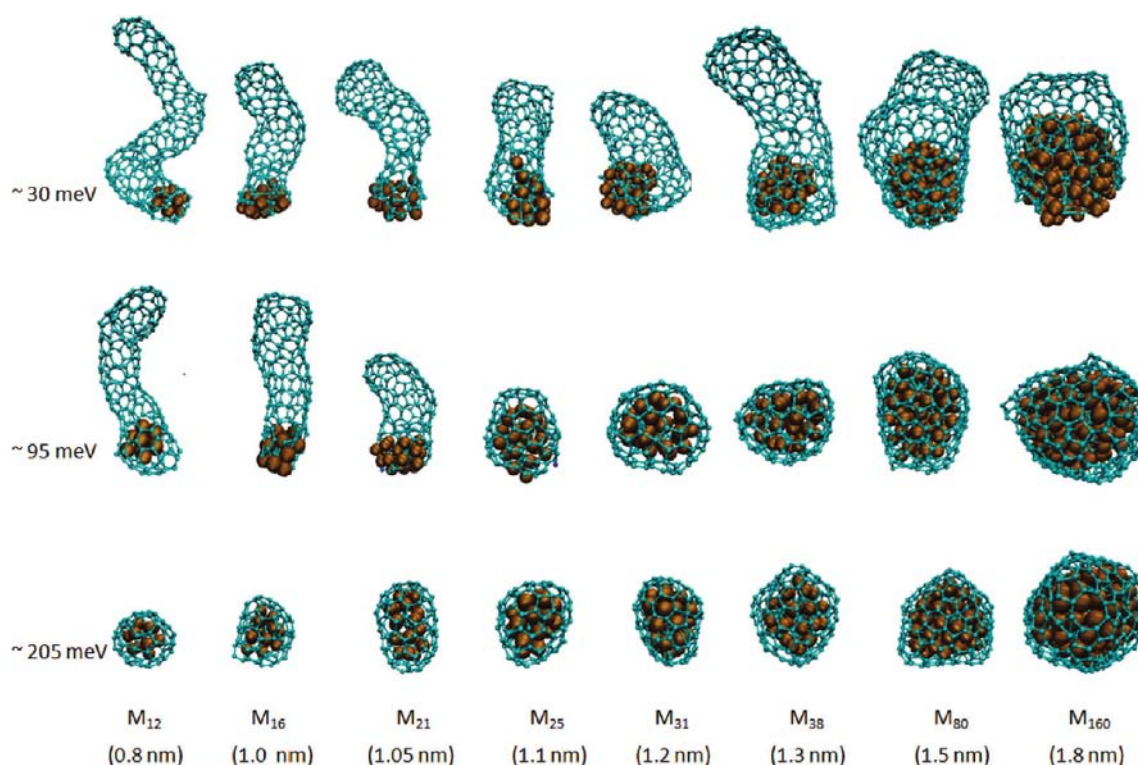 ~ 30 meV
~ 95 meV
~ 205 meV
M₁₂ M₁₆ M₂₁ M₂₅ M₃₁ M₃₈ M₈₀ M₁₆₀
(0.8 nm) (1.0 nm) (1.05 nm) (1.1 nm) (1.2 nm) (1.3 nm) (1.5 nm) (1.8 nm)